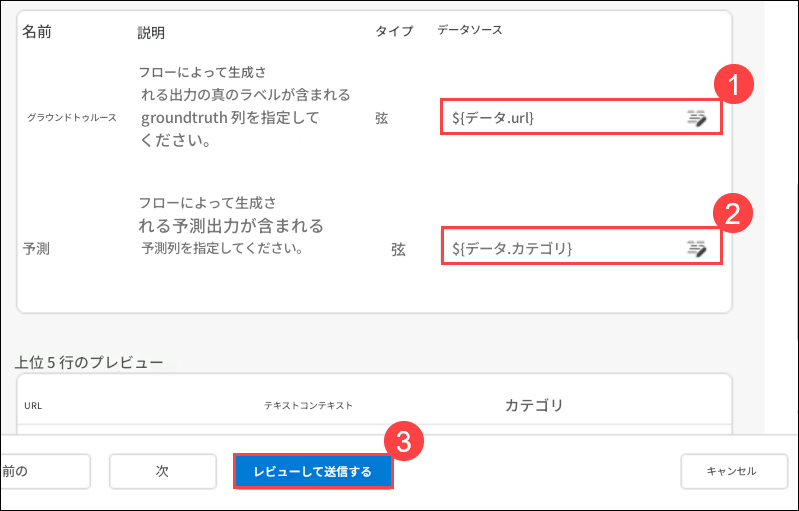 名前 説明 タイプ データソース
フローによって生成さ
れる出力の真のラベルが含まれる
グラウンドトゥルース groundtruth 列を指定して 弦 ${データ.url}
ください。
1
フローによって生成さ
れる予測出力が含まれる
予測 予測列を指定してください。 弦 ${データ.カテゴリ}
2
上位 5 行のプレビュー
URL テキストコンテキスト カテゴリ
3
前の 次 レビューして送信する キャンセル